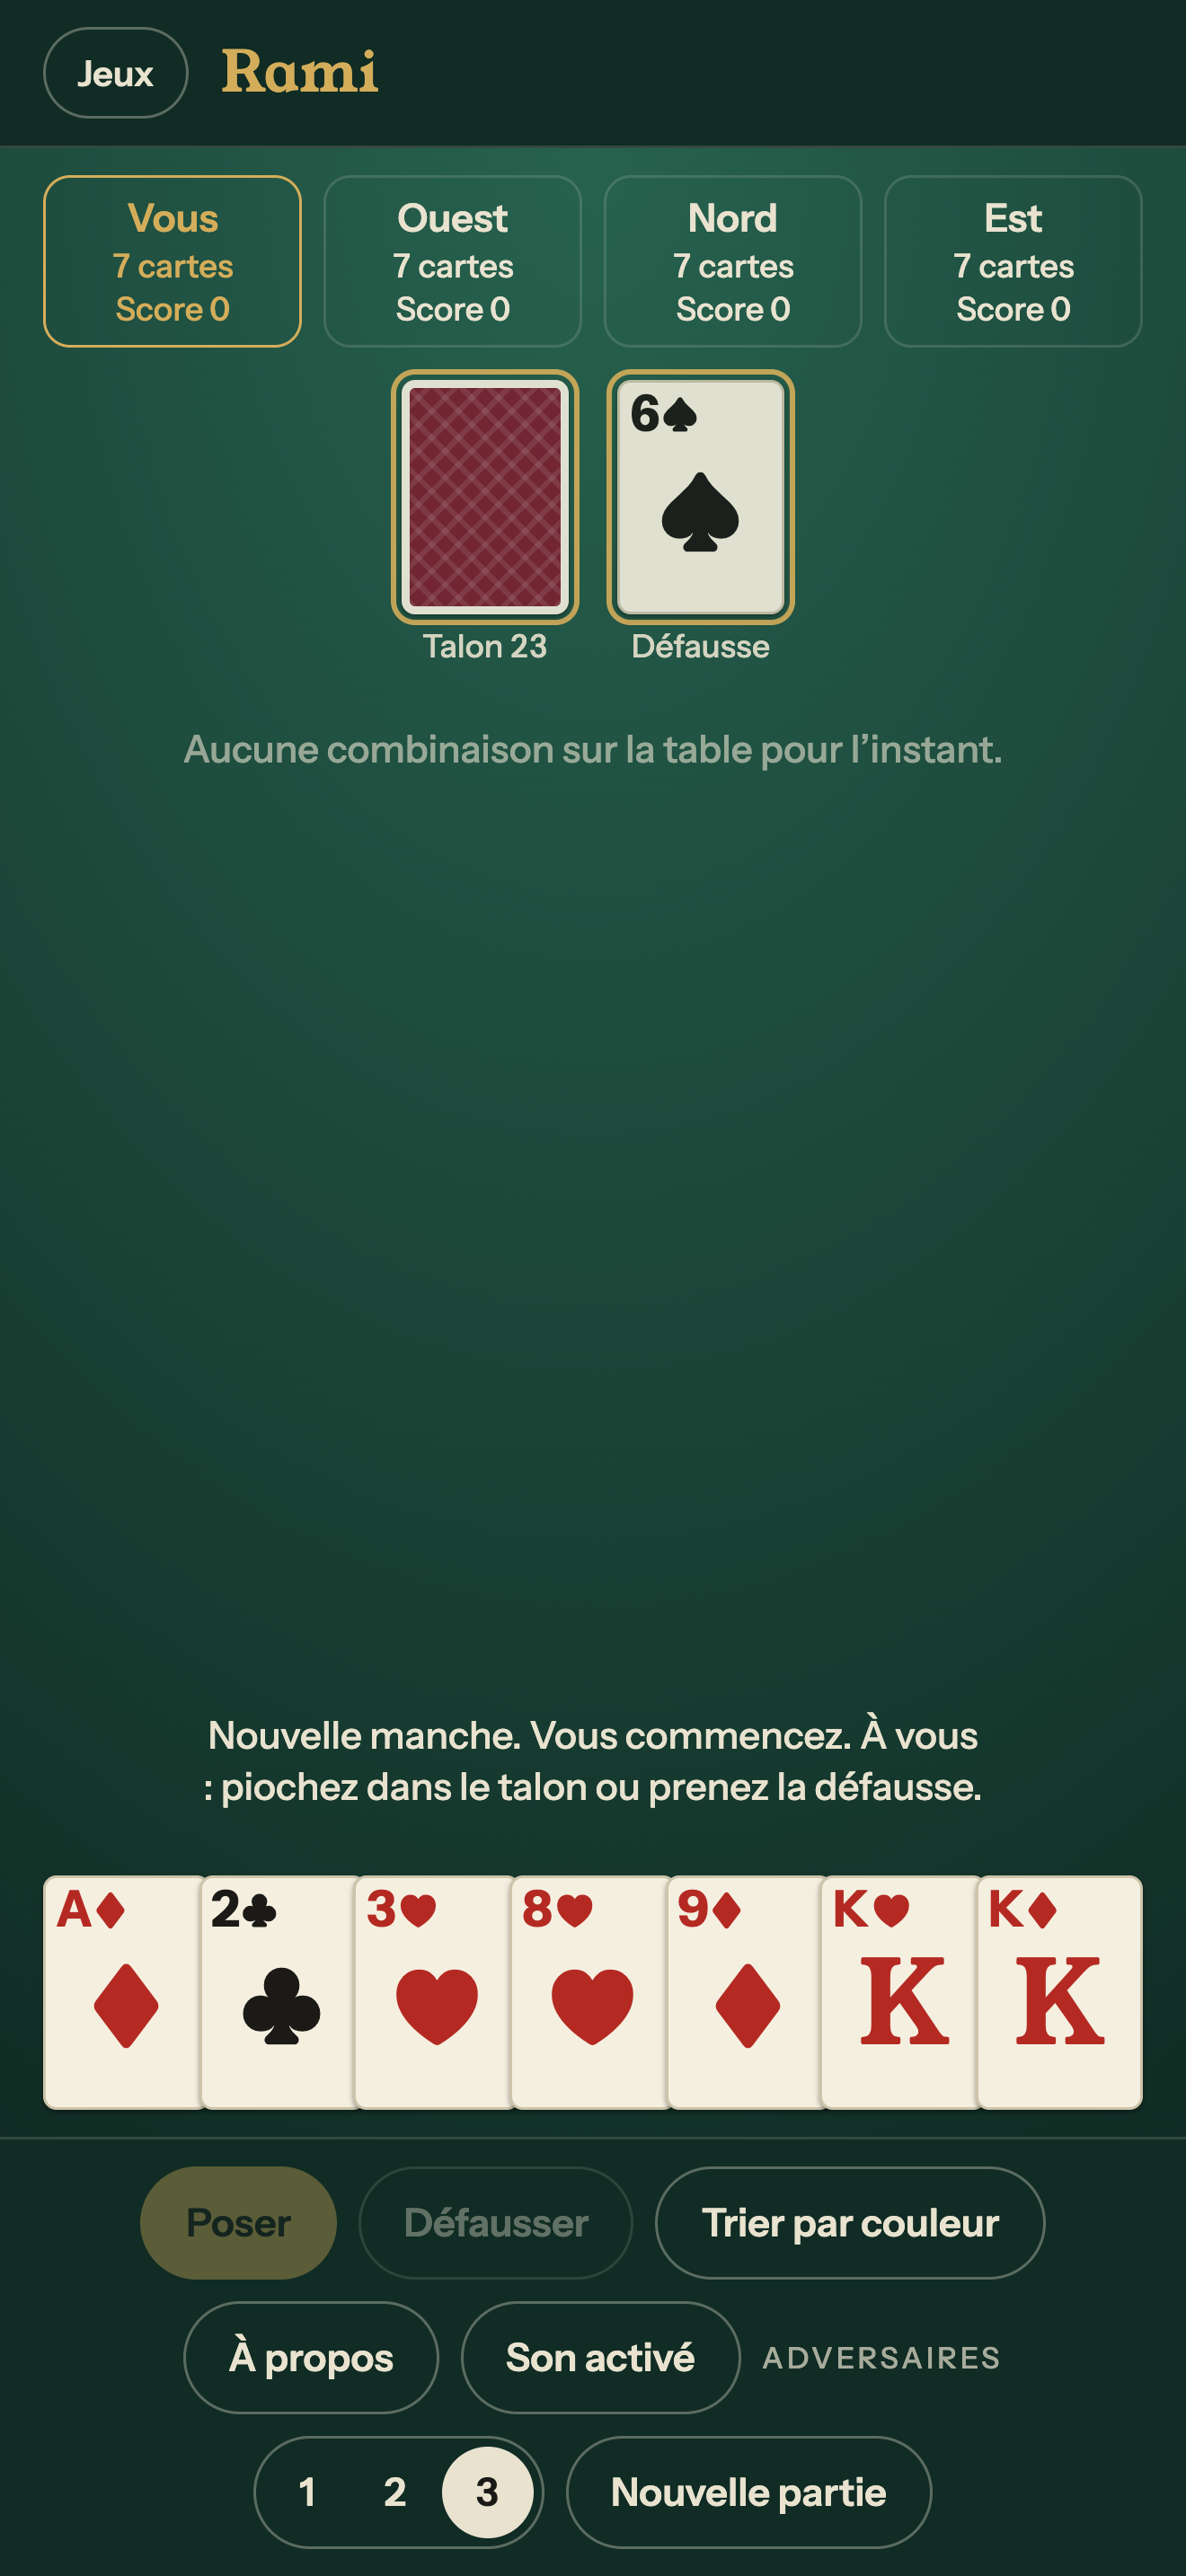 Jeux
Rami
Vous
7 cartes
Score 0
Ouest
7 cartes
Score 0
Nord
7 cartes
Score 0
Est
7 cartes
Score 0
6♠
Talon 23
Défausse
Aucune combinaison sur la table pour l’instant.
Nouvelle manche. Vous commencez. À vous
: piochez dans le talon ou prenez la défausse.
A♦ 2♣ 3♥ 8♥ 9♦ K♥ K♦
K K
Poser
Défausser
Trier par couleur
À propos
Son activé
ADVERSAIRES
1 2 3
Nouvelle partie